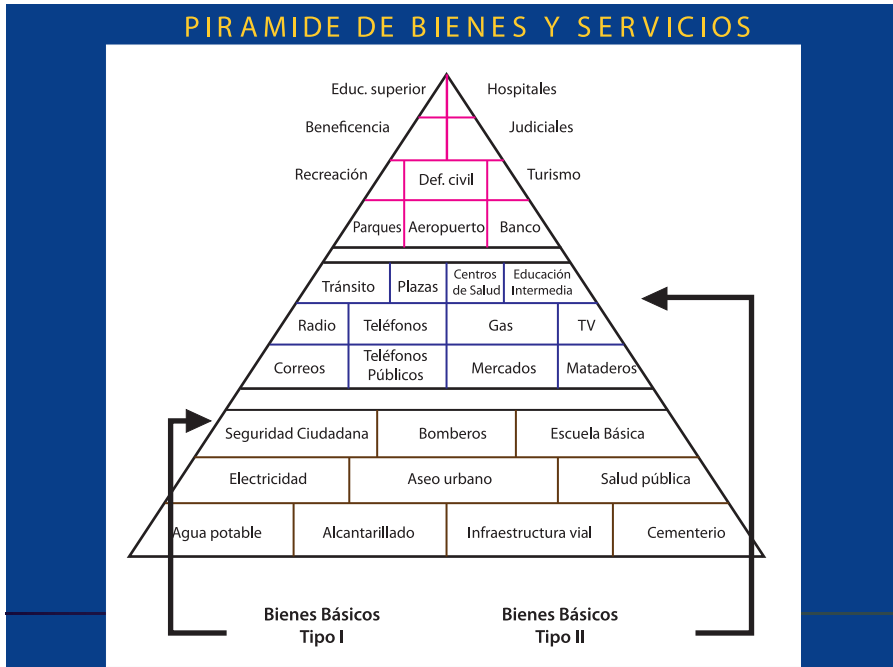 PIRAMIDE DE BIENES Y SERVICIOS
Educ. superior Hospitales
Beneficencia Judiciales
Recreación Def. civil Turismo
Parques Aeropuerto Banco
Tránsito Plazas Centros de Salud Educación Intermedia
Radio Teléfonos Gas TV
Correos Teléfonos Públicos Mercados Mataderos
Seguridad Ciudadana Bomberos Escuela Básica
Electricidad Aseo urbano Salud pública
Agua potable Alcantarillado Infraestructura vial Cementerio
Bienes Básicos
Tipo I
Bienes Básicos
Tipo II